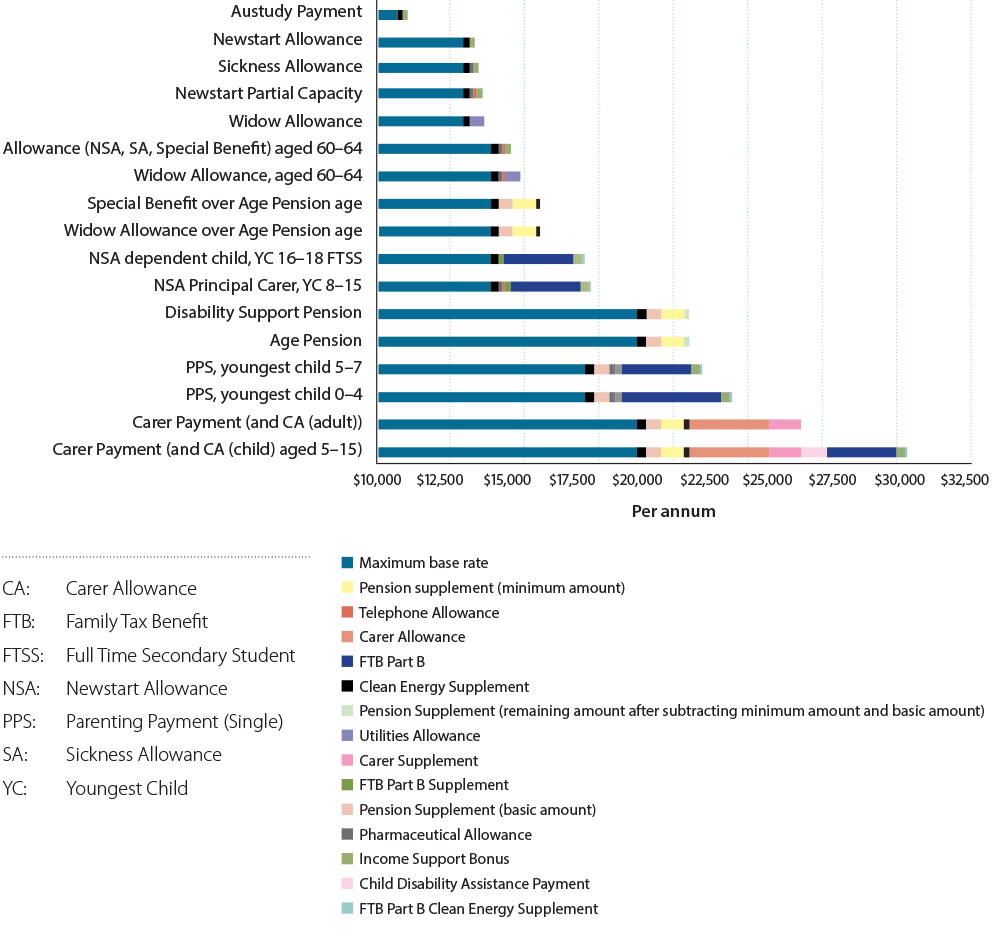 Austudy Payment
Newstart Allowance
Sickness Allowance
Newstart Partial Capacity
Widow Allowance
Allowance (NSA, SA, Special Benefit) aged 60–64
Widow Allowance, aged 60–64
Special Benefit over Age Pension age
Widow Allowance over Age Pension age
NSA dependent child, YC 16–18 FTSS
NSA Principal Carer, YC 8–15
Disability Support Pension
Age Pension
PPS, youngest child 5–7
PPS, youngest child 0–4
Carer Payment (and CA (adult))
Carer Payment (and CA (child) aged 5–15)
$10,000 $12,500 $15,000 $17,500 $20,000 $22,500 $25,000 $27,500 $30,000 $32,500
Per annum
CA: Carer Allowance
FTB: Family Tax Benefit
FTSS: Full Time Secondary Student
NSA: Newstart Allowance
PPS: Parenting Payment (Single)
SA: Sickness Allowance
YC: Youngest Child
Maximum base rate
Pension supplement (minimum amount)
Telephone Allowance
Carer Allowance
FTB Part B
Clean Energy Supplement
Pension Supplement (remaining amount after subtracting minimum amount and basic amount)
Utilities Allowance
Carer Supplement
FTB Part B Supplement
Pension Supplement (basic amount)
Pharmaceutical Allowance
Income Support Bonus
Child Disability Assistance Payment
FTB Part B Clean Energy Supplement